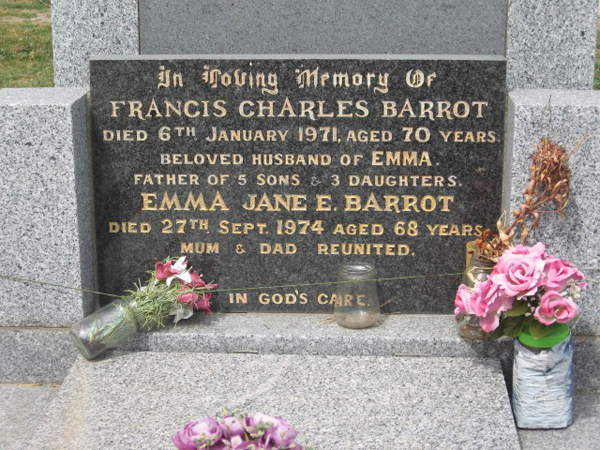 In Loving Memory Of
FRANCIS CHARLES BARROT
DIED 6TH JANUARY 1971, AGED 70 YEARS.
BELOVED HUSBAND OF EMMA.
FATHER OF 5 SONS & 3 DAUGHTERS.
EMMA JANE E. BARROT
DIED 27TH SEPT. 1974 AGED 68 YEARS.
MUM & DAD REUNITED.
IN GOD'S CARE.